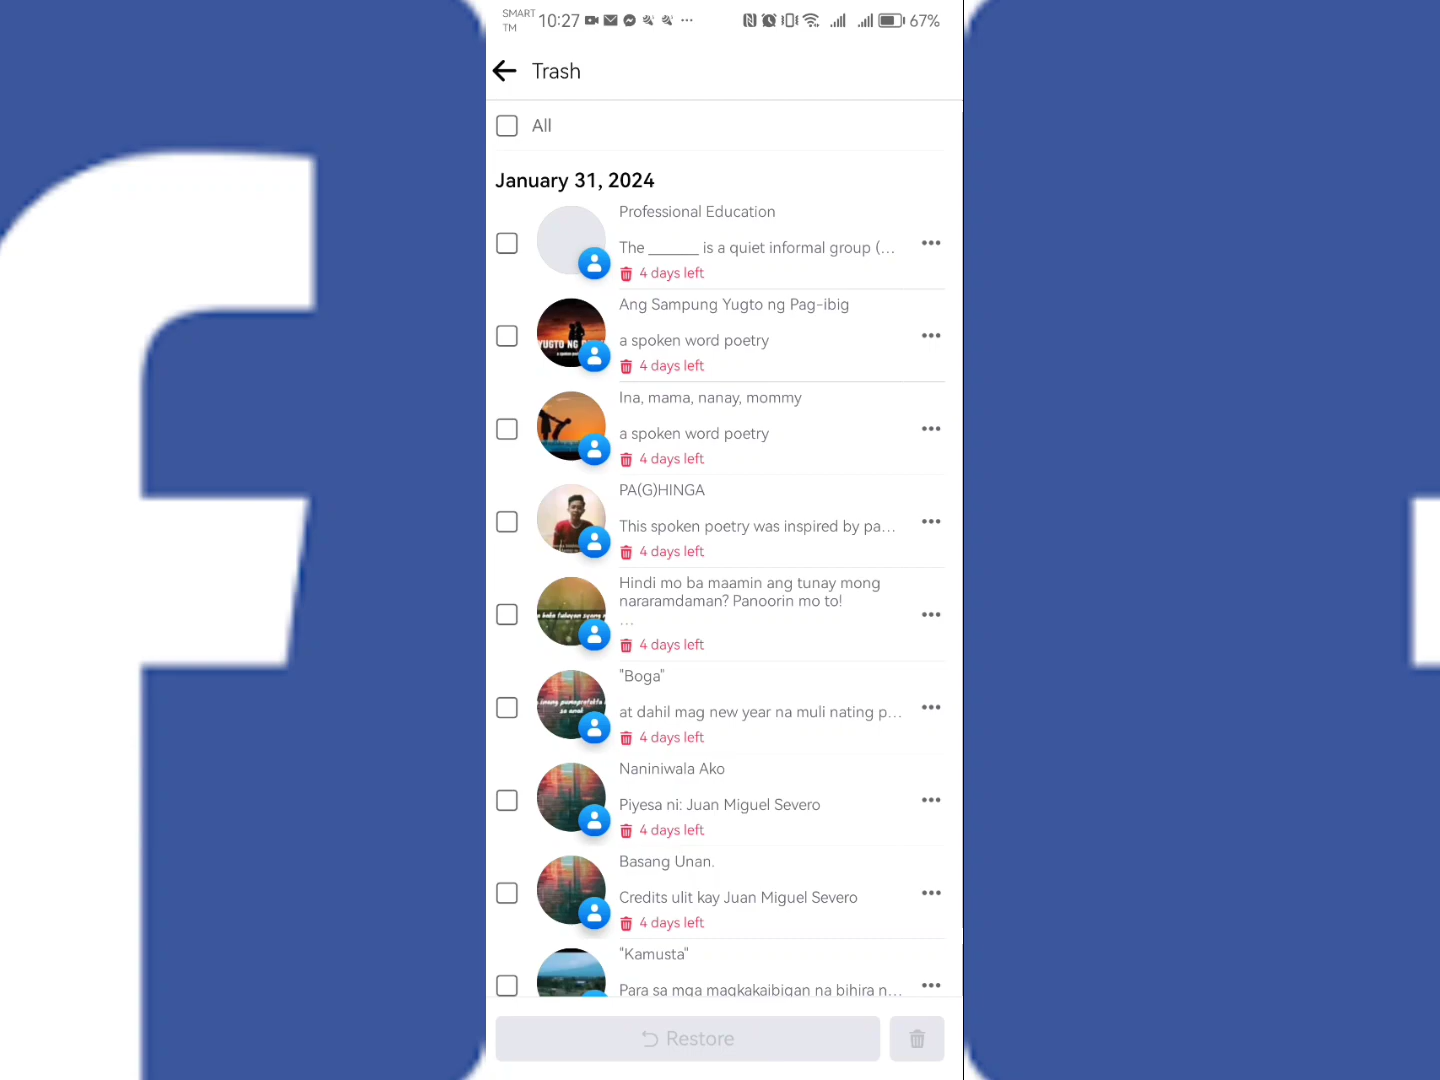 SMART
TM
10:27
67%
Trash
All
January 31, 2024
Professional Education
The ______ is a quiet informal group (...
4 days left
Ang Sampung Yugto ng Pag-ibig
a spoken word poetry
4 days left
Ina, mama, nanay, mommy
a spoken word poetry
4 days left
PA(G)HINGA
This spoken poetry was inspired by pa...
4 days left
Hindi mo ba maamin ang tunay mong
nararamdaman? Panoorin mo to!
...
4 days left
"Boga"
at dahil mag new year na muli nating p...
4 days left
Naniniwala Ako
Piyesa ni: Juan Miguel Severo
4 days left
Basang Unan.
Credits ulit kay Juan Miguel Severo
4 days left
"Kamusta"
Para sa mga magkakaibigan na bihira n...
Restore